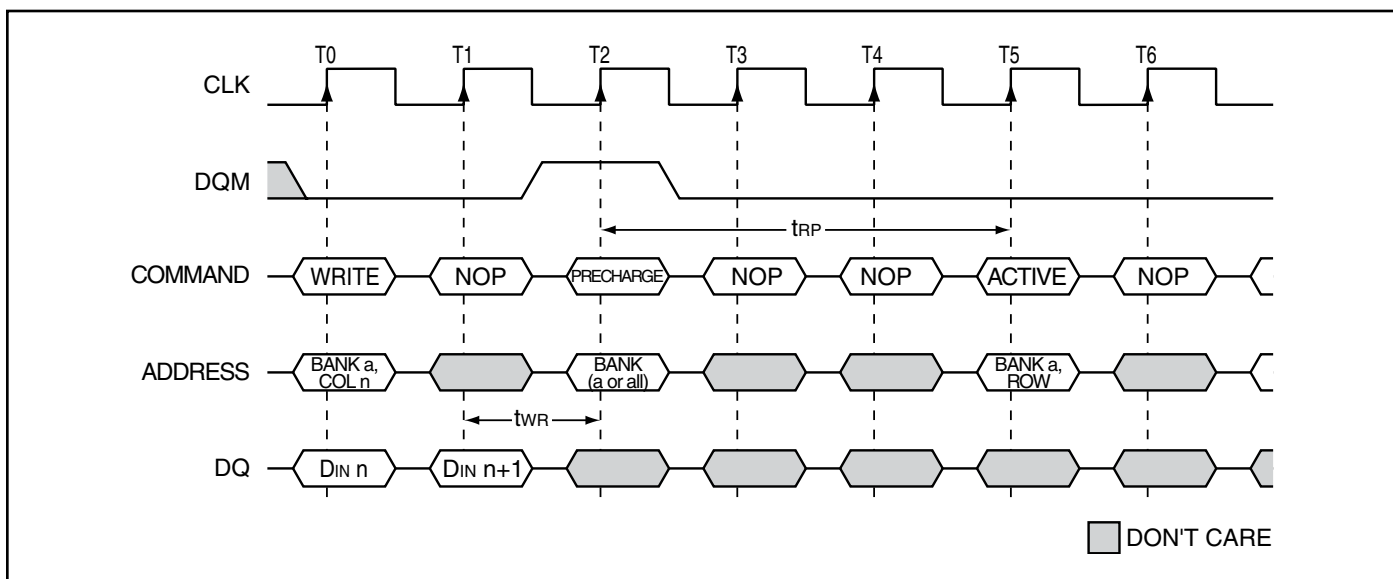 T0 T1 T2 T3 T4 T5 T6
CLK
DQM
tRP
COMMAND WRITE NOP PRECHARGE NOP NOP ACTIVE NOP
ADDRESS BANK a, COL n BANK (a or all) BANK a, ROW
tWR
DQ DIN n DIN n+1
DON'T CARE